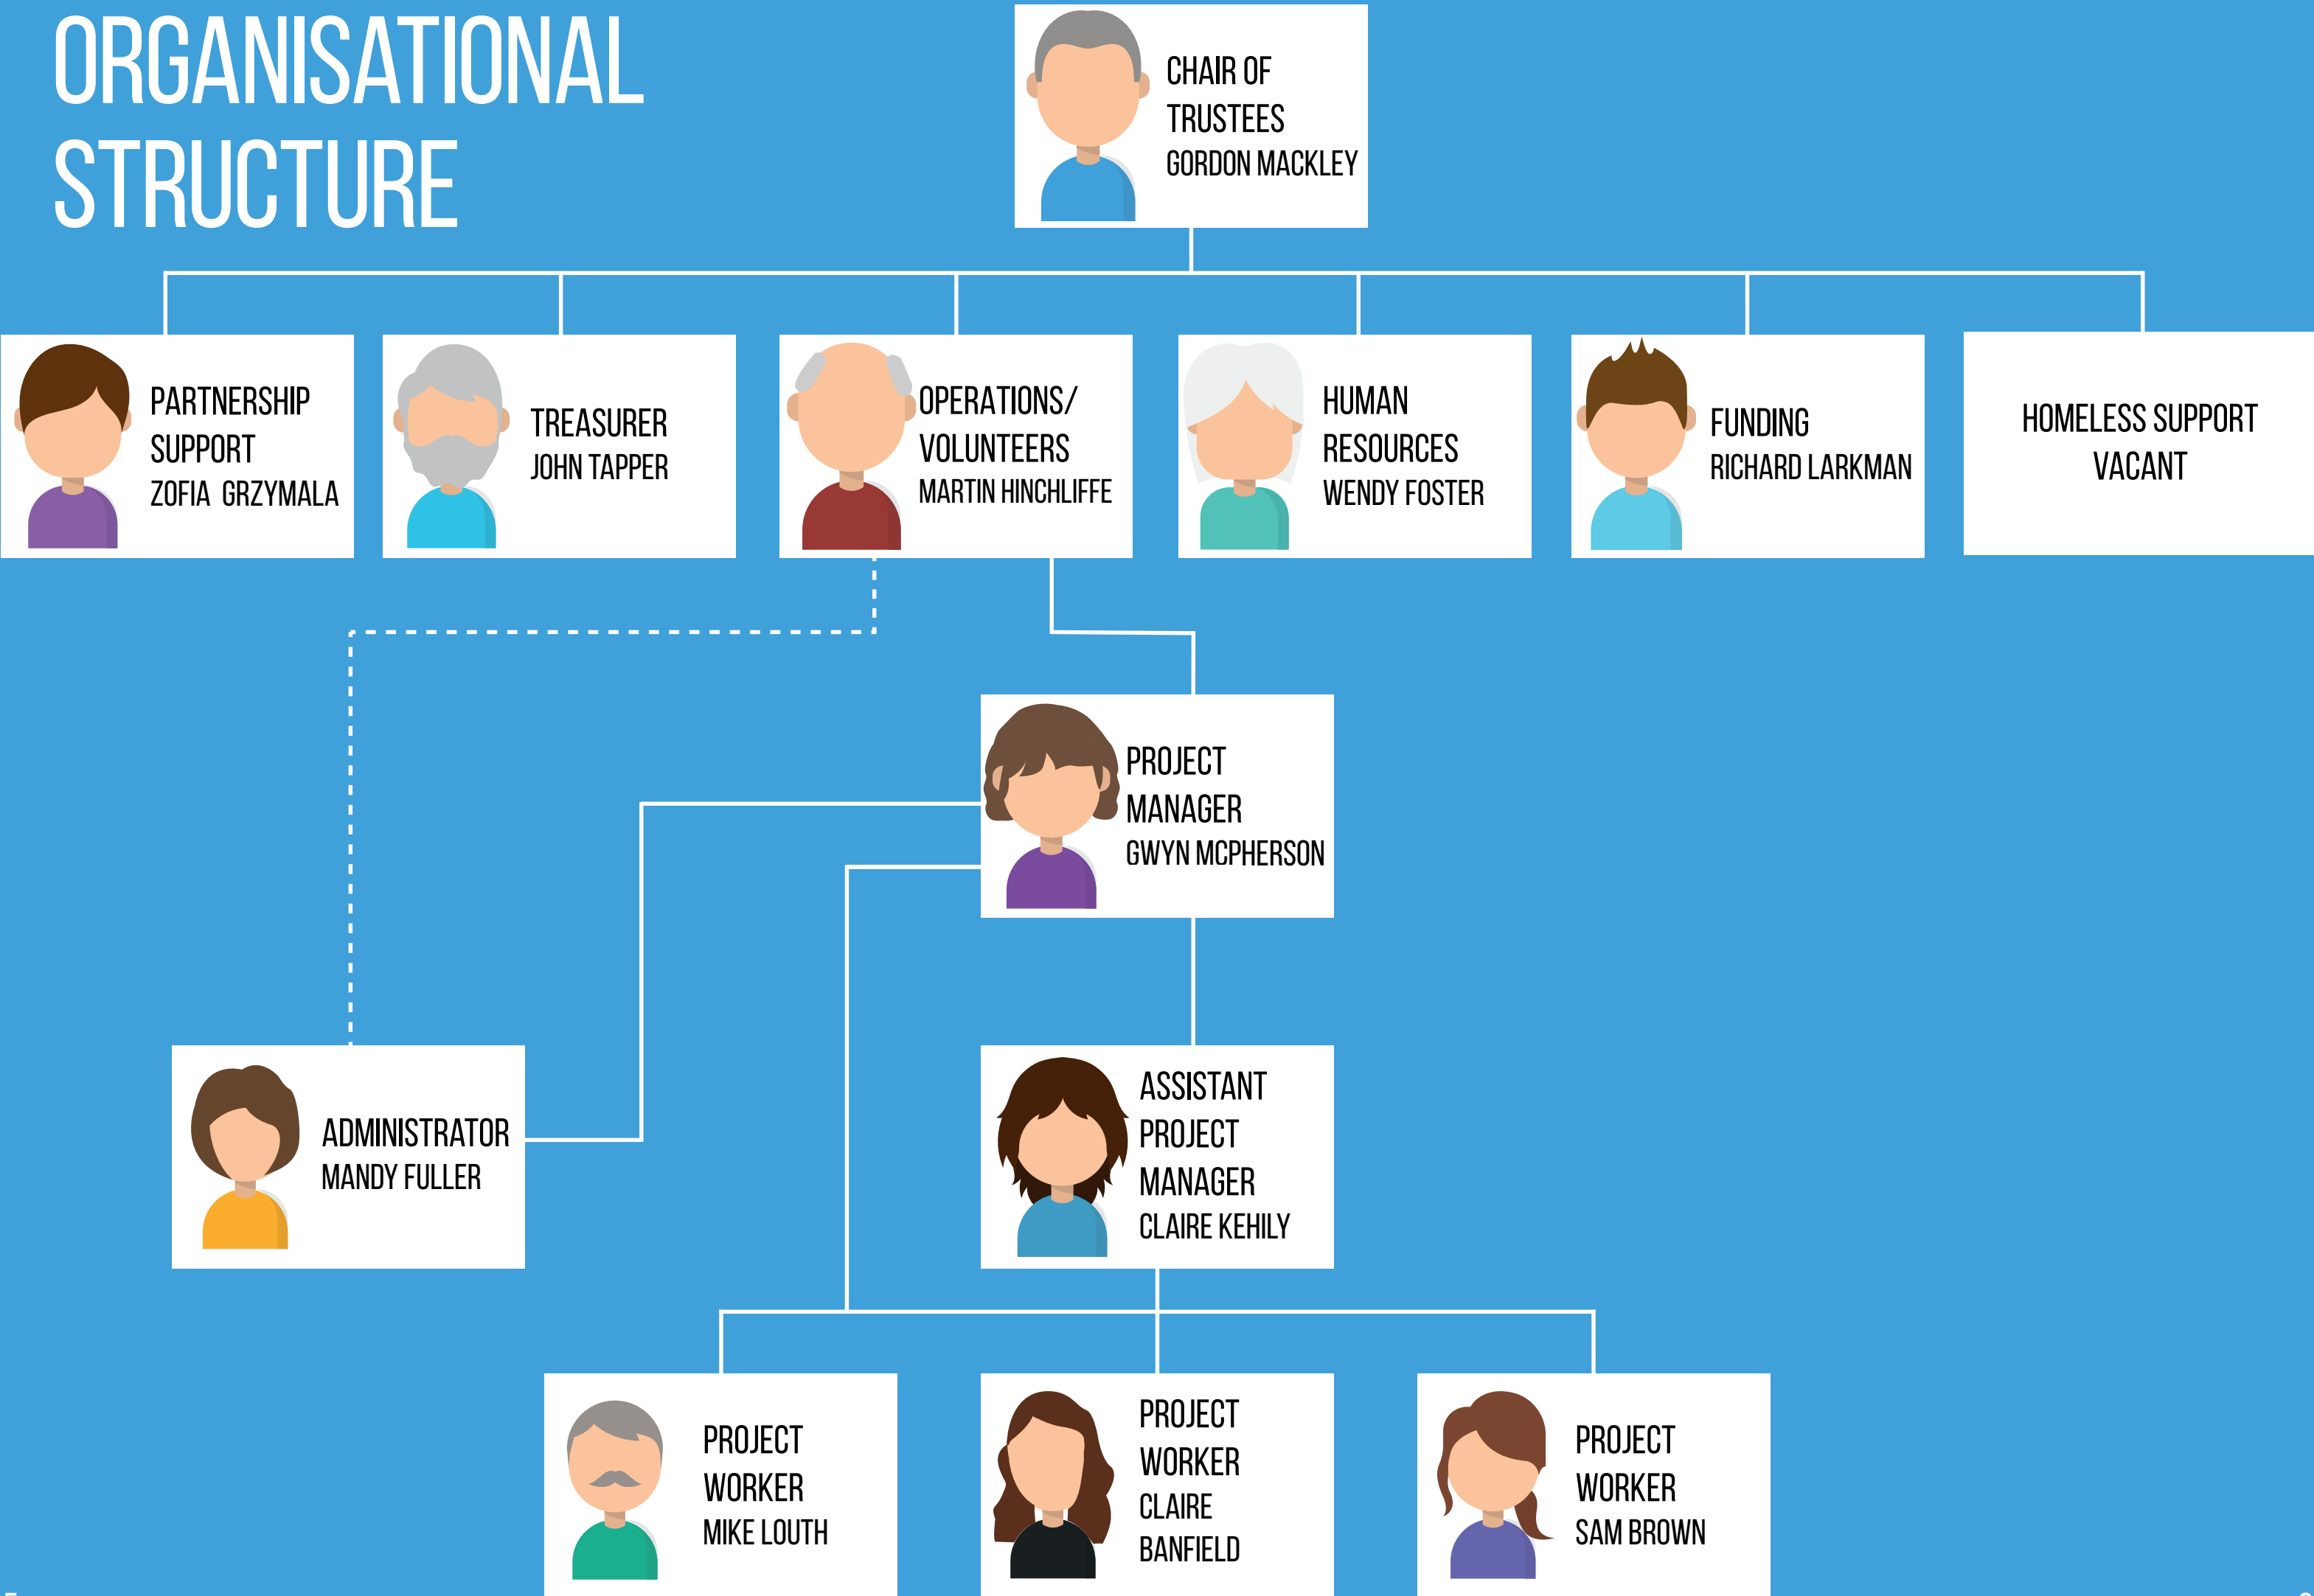 ORGANISATIONAL
STRUCTURE
CHAIR OF
TRUSTEES
GORDON MACKLEY
PARTNERSHIP
SUPPORT
ZOFIA GRZYMALA
TREASURER
JOHN TAPPER
OPERATIONS/
VOLUNTEERS
MARTIN HINCHLIFFE
HUMAN
RESOURCES
WENDY FOSTER
FUNDING
RICHARD LARKMAN
HOMELESS SUPPORT
VACANT
PROJECT
MANAGER
GWYN MCPHERSON
ADMINISTRATOR
MANDY FULLER
ASSISTANT
PROJECT
MANAGER
CLAIRE KEHILY
PROJECT
WORKER
MIKE LOUTH
PROJECT
WORKER
CLAIRE
BANFIELD
PROJECT
WORKER
SAM BROWN